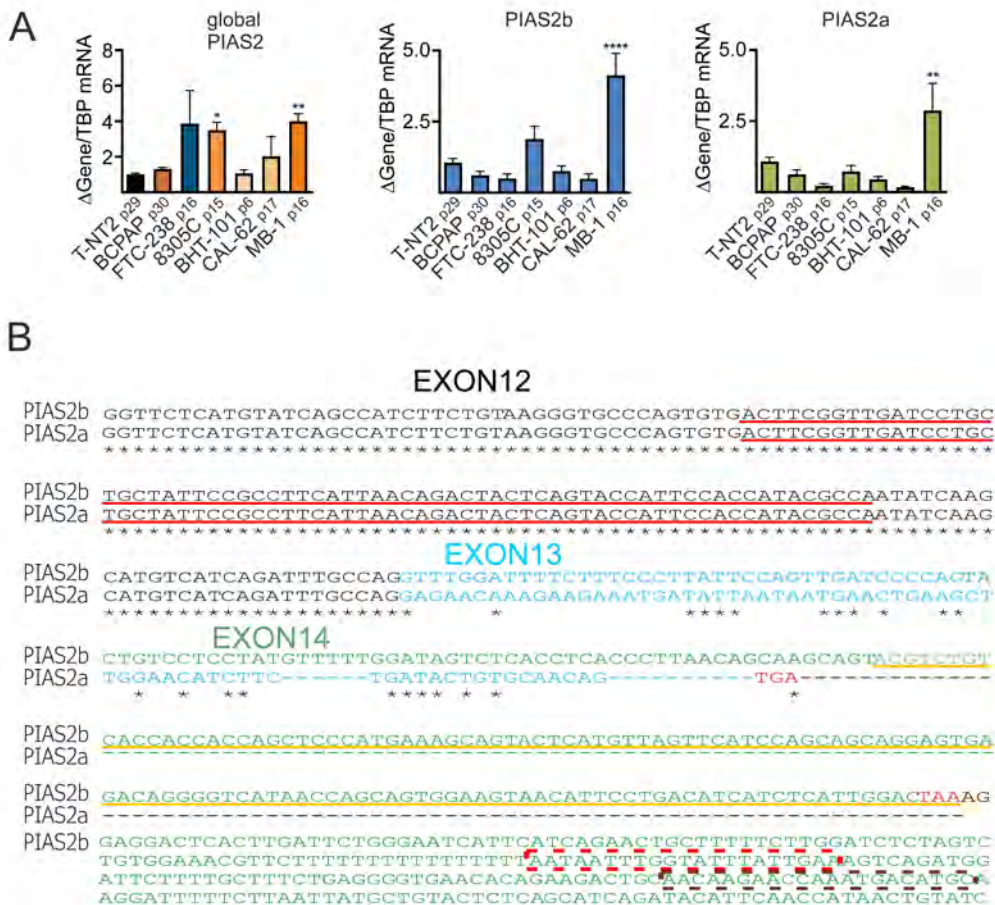 A
global
PIAS2
ΔGene/TBP mRNA
8
6
4
2
* **
T-NT2 p29
BCPAP p30
FTC-238 p16
8305C p15
BHT-101 p6
CAL-62 p17
MB-1 p16
PIAS2b
ΔGene/TBP mRNA
5.0
2.5
****
T-NT2 p29
BCPAP p30
FTC-238 p16
8305C p15
BHT-101 p6
CAL-62 p17
MB-1 p16
PIAS2a
ΔGene/TBP mRNA
5.0
2.5
**
T-NT2 p29
BCPAP p30
FTC-238 p16
8305C p15
BHT-101 p6
CAL-62 p17
MB-1 p16
B
EXON12
PIAS2b GGTTCTCATGTATCAGCCATCTTCTGTAAGGGTGCCCAGTGTGACTTCGGTTGATCCTGC
PIAS2a GGTTCTCATGTATCAGCCATCTTCTGTAAGGGTGCCCAGTGTGACTTCGGTTGATCCTGC
************************************************************
PIAS2b TGCTATTCCGCCTTCATTAACAGACTACTCAGTACCATTCCACCATACGCCAATATCAAG
PIAS2a TGCTATTCCGCCTTCATTAACAGACTACTCAGTACCATTCCACCATACGCCAATATCAAG
************************************************************
EXON13
PIAS2b CATGTCATCAGATTTGCCAGGTTTGGATTTTCTTTCCCTTATTCCAGTTGATCCCCAGTA
PIAS2a CATGTCATCAGATTTGCCAGGAGAACAAAGAAGAAATGATATTAATAATGAACTGAAGCT
********************* * **** *** * **
EXON14
PIAS2b CTGTCCTCCTATGTTTTTGGATAGTCTCACCTCACCCTTAACAGCAAGCAGTACGTCTGT
PIAS2a TGGAACATCTTC------TGATACTGTGCAACAG----------TGA-------------
* * * **** * * *
PIAS2b CACCACCACCAGCTCCCATGAAAGCAGTACTCATGTTAGTTCATCCAGCAGCAGGAGTGA
PIAS2a ------------------------------------------------------------
PIAS2b GACAGGGGTCATAACCAGCAGTGGAAGTAACATTCCTGACATCATCTCATTGGACTAAAG
PIAS2a ------------------------------------------------------------
PIAS2b GAGGACTCACTTGATTCTGGGAATCATTCATCAGAACTGCTTTTTCTTGGATCTCTAGTC
TGTGGAAACGTTCTTTTTTTTTTTTTTTTTAATAATTTGGTATTTATTGAAAGTCAGATGG
ATTCTTTTGCTTTCTGAGGGGTGAACACAGAAGACTGCAACAAGAACCAAATGACATGCA
AGGATTTTTCTTAATTATGCTGTACTCTCAGCATAGATACATTCAACCATAACTGTATC